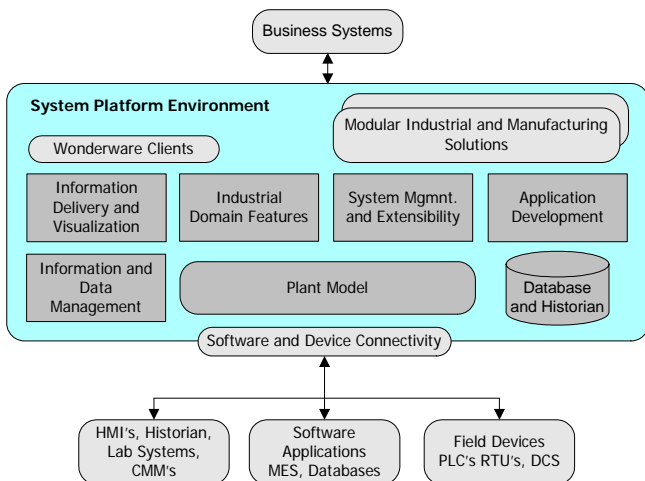 Business Systems
System Platform Environment
Modular Industrial and Manufacturing
Solutions
Wonderware Clients
Information
Delivery and
Visualization
Industrial
Domain Features
System Mgmnt.
and Extensibility
Application
Development
Information and
Data
Management
Plant Model
Database
and Historian
Software and Device Connectivity
HMI's, Historian,
Lab Systems,
CMM's
Software
Applications
MES, Databases
Field Devices
PLC's RTU's, DCS